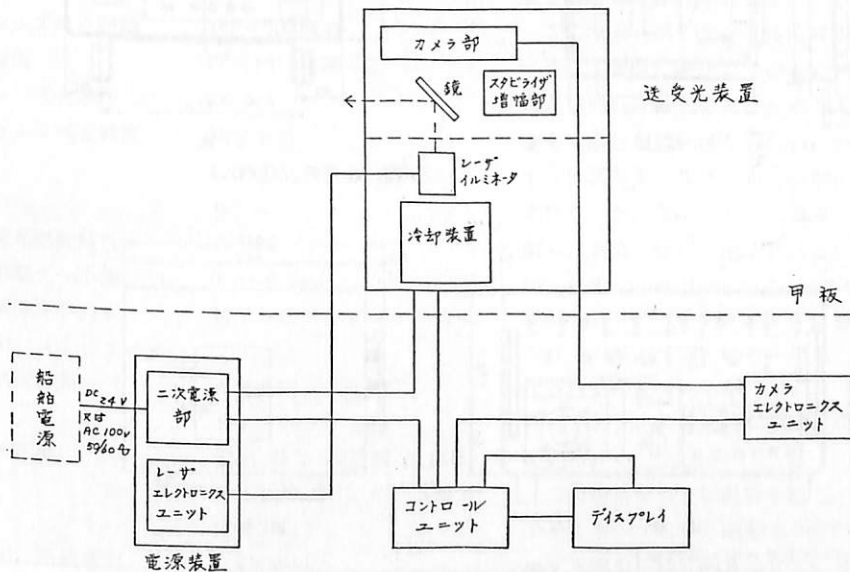 カメラ部
鏡
スタビライザ
増幅部
送受光装置
レーザ
イルミネータ
冷却装置
甲板
船舶電源
DC 24V
又は
AC 100V
50/60㎐
二次電源
部
レーザ
エレクトロニクス
ユニット
電源装置
コントロール
ユニット
ディスプレイ
カメラ
エレクトロニクス
ユニット